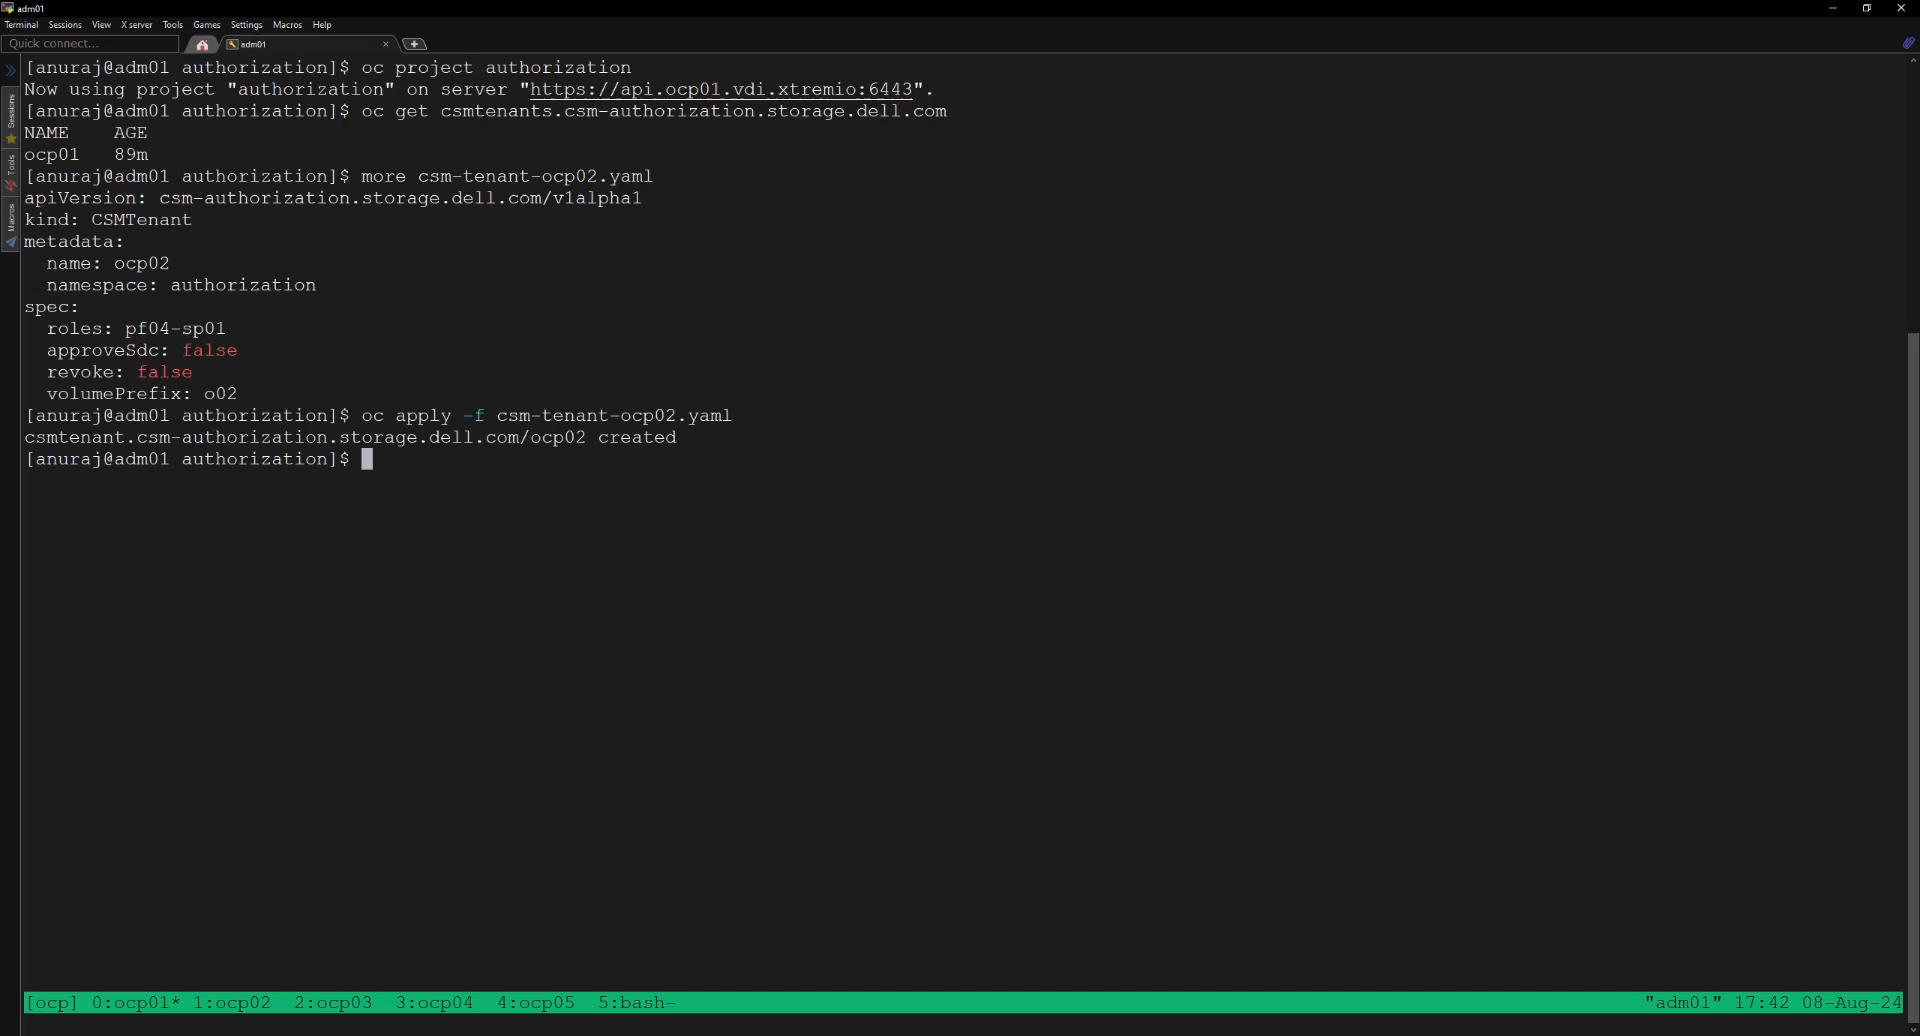 adm01
Terminal Sessions View X server Tools Games Settings Macros Help
Quick connect...
adm01
Sessions
Tools
Macros
[anuraj@adm01 authorization]$ oc project authorization
Now using project "authorization" on server "https://api.ocp01.vdi.xtremio:6443".
[anuraj@adm01 authorization]$ oc get csmtenants.csm-authorization.storage.dell.com
NAME    AGE
ocp01   89m
[anuraj@adm01 authorization]$ more csm-tenant-ocp02.yaml
apiVersion: csm-authorization.storage.dell.com/v1alpha1
kind: CSMTenant
metadata:
  name: ocp02
  namespace: authorization
spec:
  roles: pf04-sp01
  approveSdc: false
  revoke: false
  volumePrefix: o02
[anuraj@adm01 authorization]$ oc apply -f csm-tenant-ocp02.yaml
csmtenant.csm-authorization.storage.dell.com/ocp02 created
[anuraj@adm01 authorization]$
[ocp] 0:ocp01* 1:ocp02  2:ocp03  3:ocp04  4:ocp05  5:bash- "adm01" 17:42 08-Aug-24